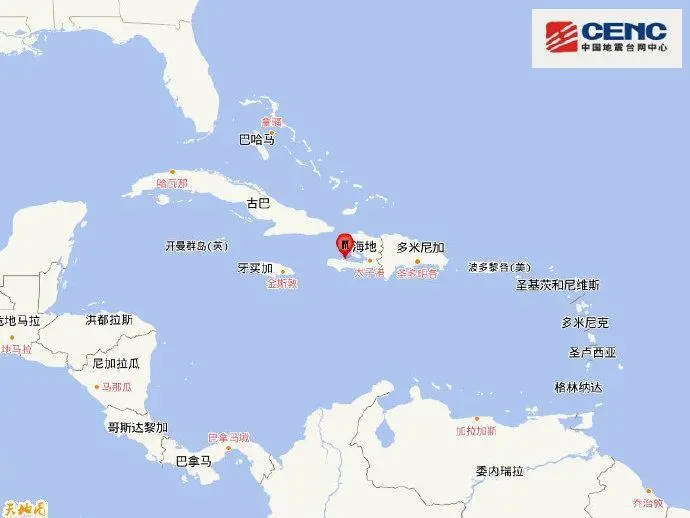 CENC
中国地震台网中心
拿骚
巴哈马
哈瓦那
古巴
开曼群岛(英)
海地
多米尼加
牙买加
太子港
圣多明各
波多黎各(美)
金斯敦
圣基茨和尼维斯
危地马拉
洪都拉斯
多米尼克
地马拉
尼加拉瓜
圣卢西亚
马那瓜
格林纳达
哥斯达黎加
巴拿马城
加拉加斯
巴拿马
委内瑞拉
乔治敦
天地图